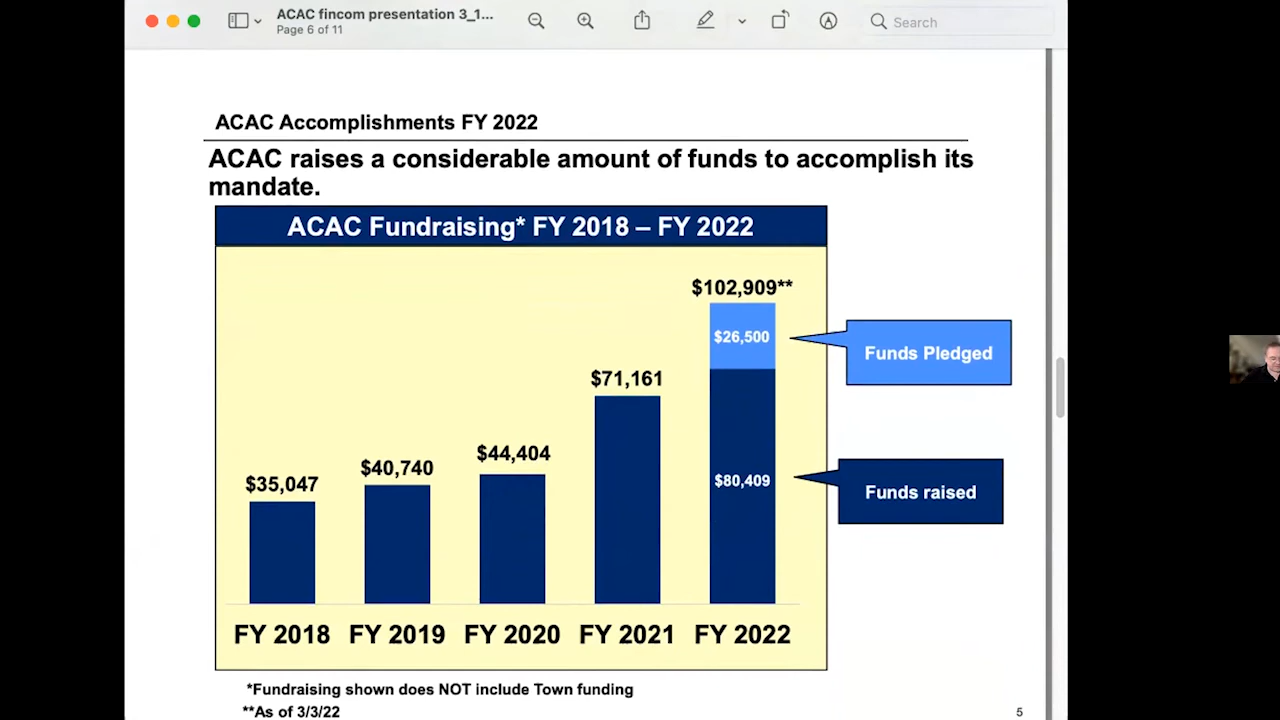 ACAC fincom presentation 3_1...
Page 6 of 11
Search
ACAC Accomplishments FY 2022
ACAC raises a considerable amount of funds to accomplish its
mandate.
ACAC Fundraising* FY 2018 – FY 2022
$102,909**
$26,500
Funds Pledged
$71,161
$44,404
$40,740
$35,047
$80,409
Funds raised
FY 2018 FY 2019 FY 2020 FY 2021 FY 2022
*Fundraising shown does NOT include Town funding
**As of 3/3/22
5